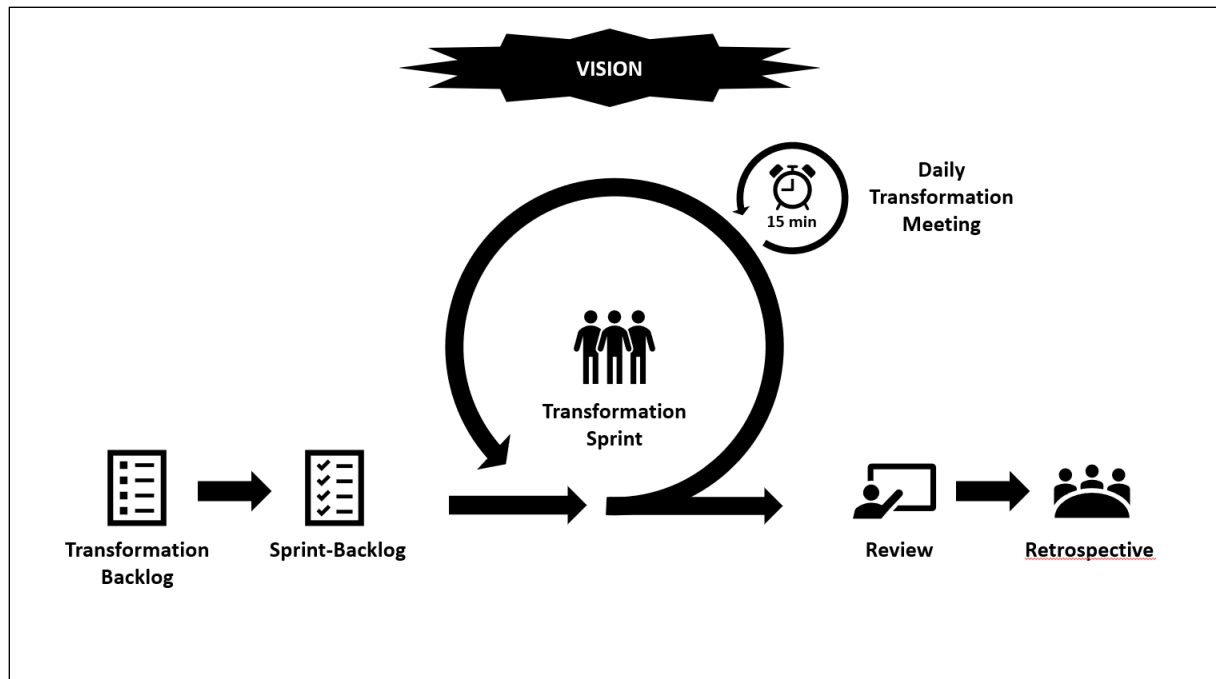 VISION
15 min
Daily
Transformation
Meeting
Transformation
Sprint
Transformation
Backlog
Sprint-Backlog
Review
Retrospective